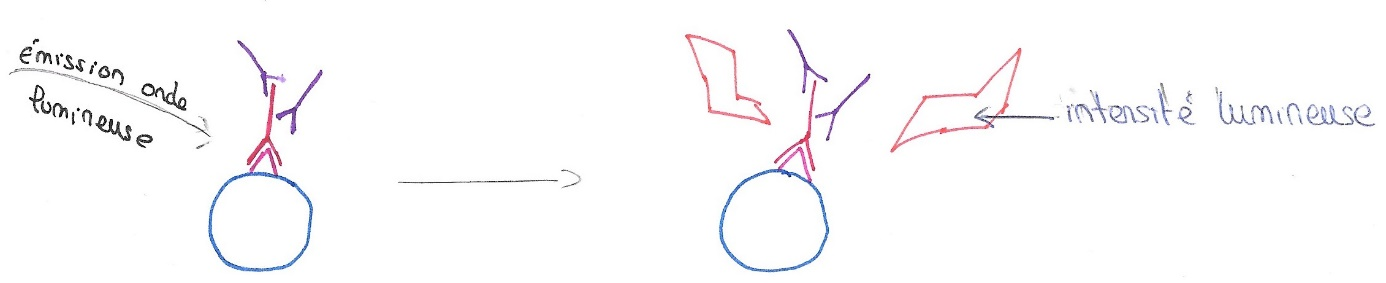 émission onde
lumineuse
intensité lumineuse